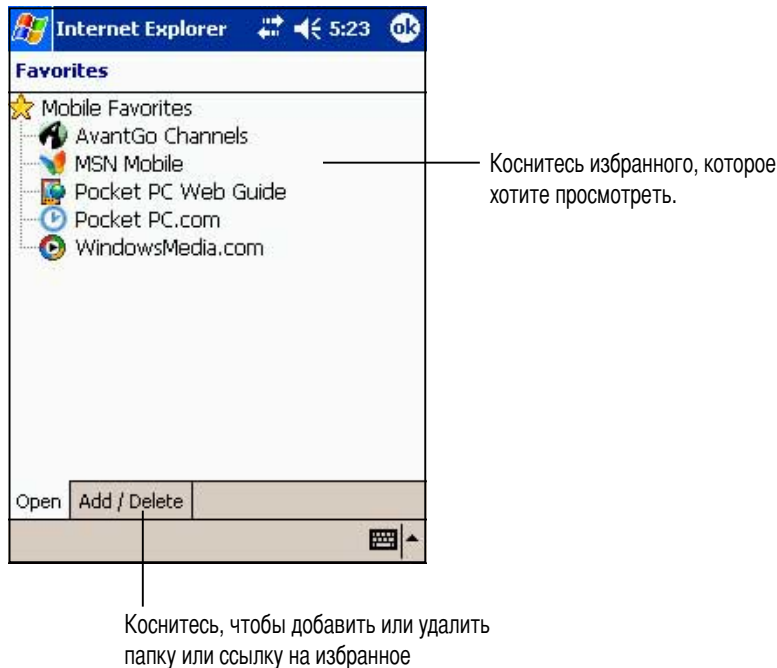 Internet Explorer 5:23 ok
Favorites
Mobile Favorites
AvantGo Channels
MSN Mobile
Pocket PC Web Guide
Pocket PC.com
WindowsMedia.com
Коснитесь избранного, которое
хотите просмотреть.
Open Add / Delete
Коснитесь, чтобы добавить или удалить
папку или ссылку на избранное